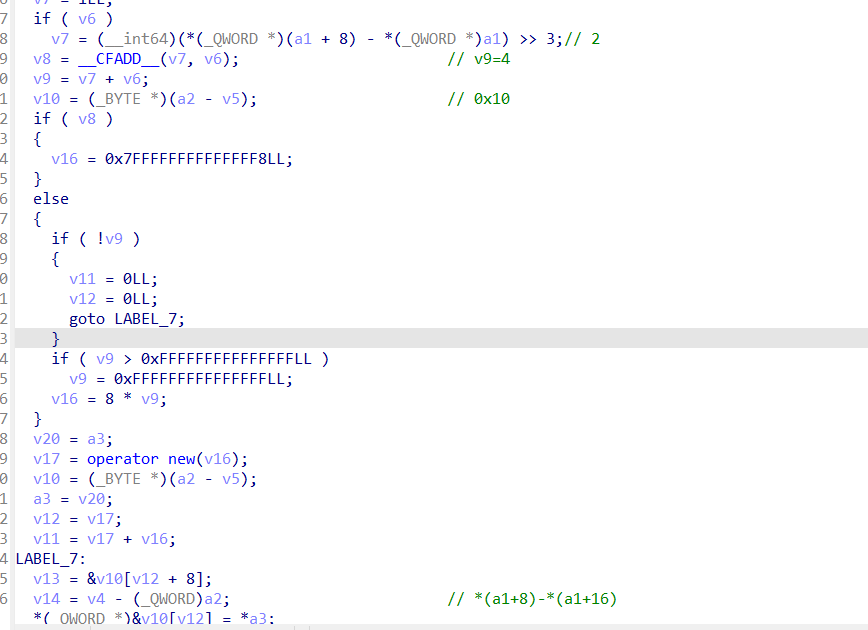 6 v7 = 1LL;
7 if ( v6 )
8 v7 = (__int64)(*(_QWORD *)(a1 + 8) - *(_QWORD *)a1) >> 3;// 2
9 v8 = __CFADD__(v7, v6); // v9=4
0 v9 = v7 + v6;
1 v10 = (_BYTE *)(a2 - v5); // 0x10
2 if ( v8 )
3 {
4 v16 = 0x7FFFFFFFFFFFFFF8LL;
5 }
6 else
7 {
8 if ( !v9 )
9 {
0 v11 = 0LL;
1 v12 = 0LL;
2 goto LABEL_7;
3 }
4 if ( v9 > 0xFFFFFFFFFFFFFFFLL )
5 v9 = 0xFFFFFFFFFFFFFFFLL;
6 v16 = 8 * v9;
7 }
8 v20 = a3;
9 v17 = operator new(v16);
0 v10 = (_BYTE *)(a2 - v5);
1 a3 = v20;
2 v12 = v17;
3 v11 = v17 + v16;
4 LABEL_7:
5 v13 = &v10[v12 + 8];
6 v14 = v4 - (_QWORD)a2; // *(a1+8)-*(a1+16)
*(_QWORD *)&v10[v12] = *a3;